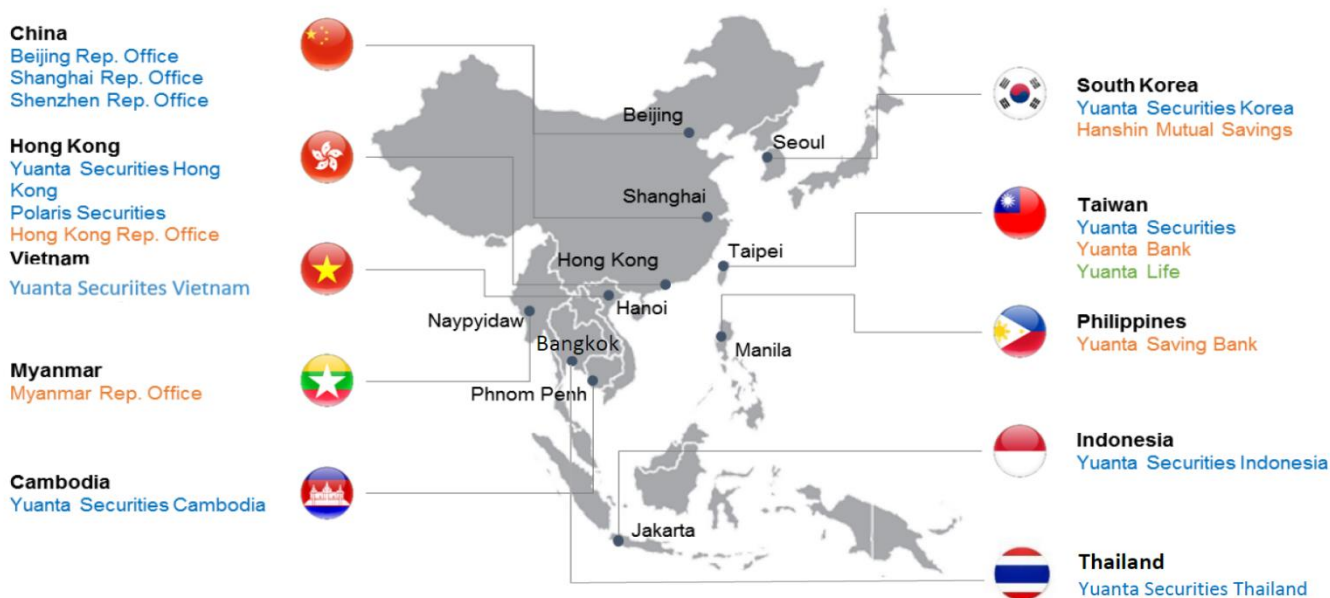 China
Beijing Rep. Office
Shanghai Rep. Office
Shenzhen Rep. Office
Hong Kong
Yuanta Securities Hong
Kong
Polaris Securities
Hong Kong Rep. Office
Vietnam
Yuanta Securiites Vietnam
Myanmar
Myanmar Rep. Office
Cambodia
Yuanta Securities Cambodia
Beijing
Seoul
Shanghai
Taipei
Hong Kong
Hanoi
Naypyidaw
Bangkok
Manila
Phnom Penh
Jakarta
South Korea
Yuanta Securities Korea
Hanshin Mutual Savings
Taiwan
Yuanta Securities
Yuanta Bank
Yuanta Life
Philippines
Yuanta Saving Bank
Indonesia
Yuanta Securities Indonesia
Thailand
Yuanta Securities Thailand